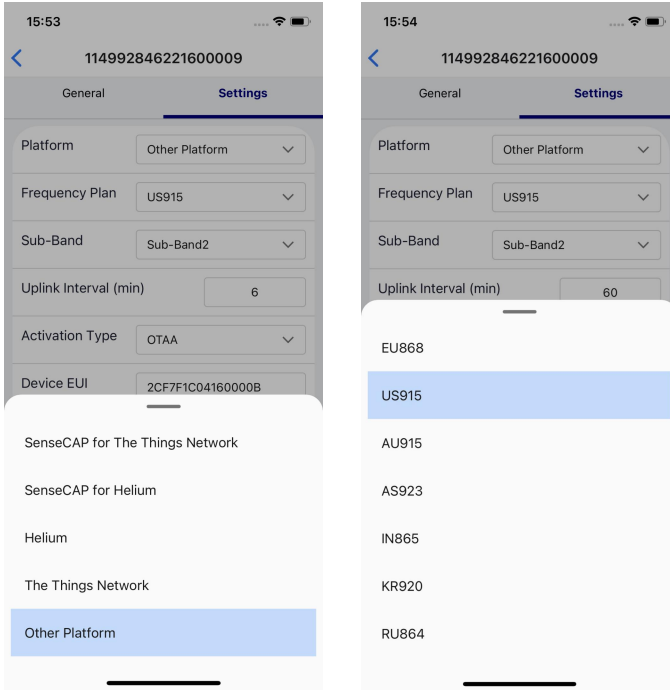 15:53
114992846221600009
General Settings
Platform Other Platform
Frequency Plan US915
Sub-Band Sub-Band2
Uplink Interval (min) 6
Activation Type OTAA
Device EUI 2CF7F1C04160000B
SenseCAP for The Things Network
SenseCAP for Helium
Helium
The Things Network
Other Platform
15:54
114992846221600009
General Settings
Platform Other Platform
Frequency Plan US915
Sub-Band Sub-Band2
Uplink Interval (min) 60
EU868
US915
AU915
AS923
IN865
KR920
RU864